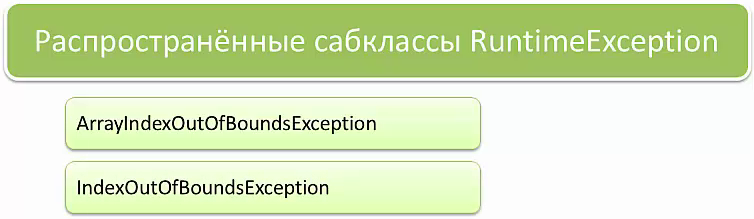 Распространённые сабклассы RuntimeException
ArrayIndexOutOfBoundsException
IndexOutOfBoundsException